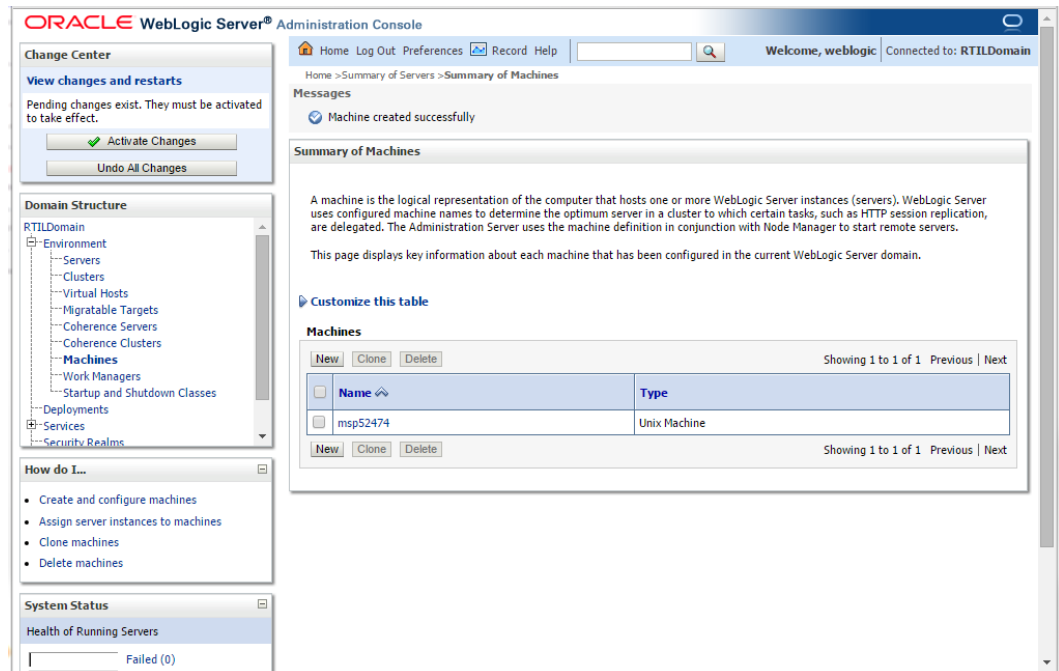 ORACLE WebLogic Server® Administration Console
Change Center
View changes and restarts
Pending changes exist. They must be activated
to take effect.
Activate Changes
Undo All Changes
Domain Structure
RTILDomain
Environment
Servers
Clusters
Virtual Hosts
Migratable Targets
Coherence Servers
Coherence Clusters
Machines
Work Managers
Startup and Shutdown Classes
Deployments
Services
Security Realms
How do I...
Create and configure machines
Assign server instances to machines
Clone machines
Delete machines
System Status
Health of Running Servers
Failed (0)
Home Log Out Preferences Record Help
Welcome, weblogic Connected to: RTILDomain
Home >Summary of Servers >Summary of Machines
Messages
Machine created successfully
Summary of Machines
A machine is the logical representation of the computer that hosts one or more WebLogic Server instances (servers). WebLogic Server
uses configured machine names to determine the optimum server in a cluster to which certain tasks, such as HTTP session replication,
are delegated. The Administration Server uses the machine definition in conjunction with Node Manager to start remote servers.
This page displays key information about each machine that has been configured in the current WebLogic Server domain.
Customize this table
Machines
New Clone Delete Showing 1 to 1 of 1 Previous | Next
Name Type
msp52474 Unix Machine
New Clone Delete Showing 1 to 1 of 1 Previous | Next